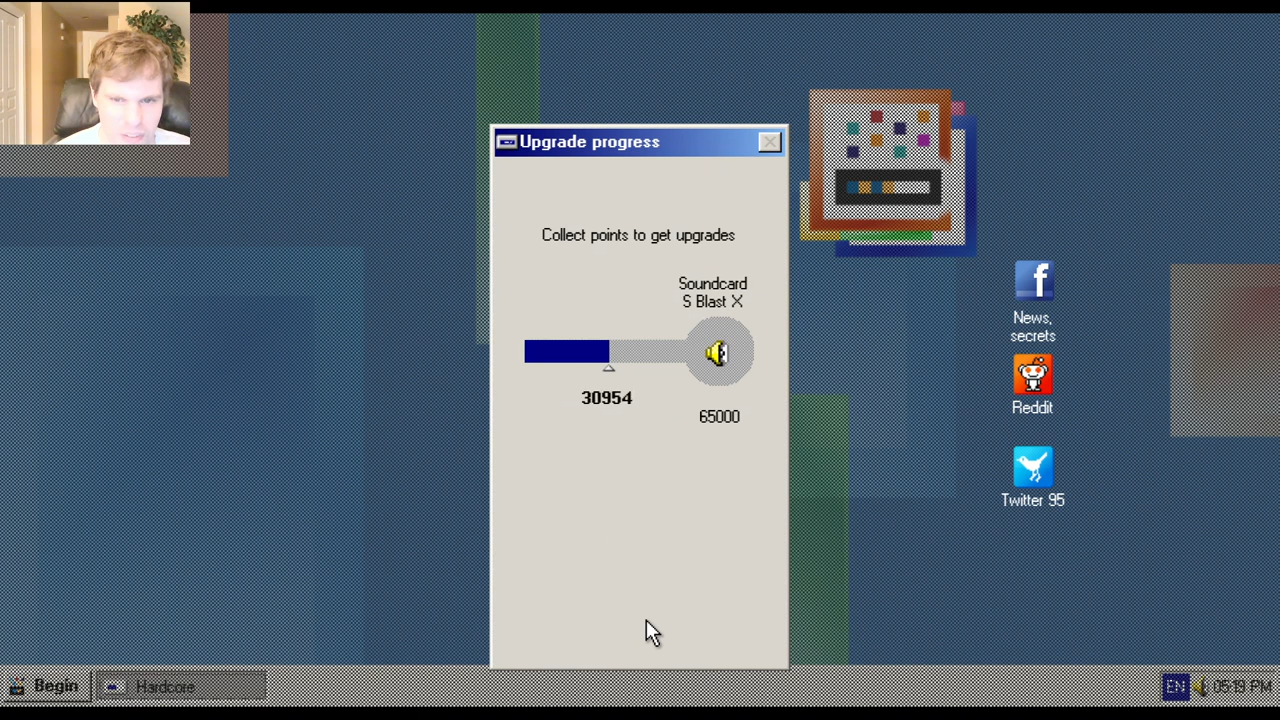 Upgrade progress
Collect points to get upgrades
Soundcard
S Blast X
30954
65000
f
News,
secrets
Reddit
Twitter 95
Begin
Hardcore
EN
05:19 PM